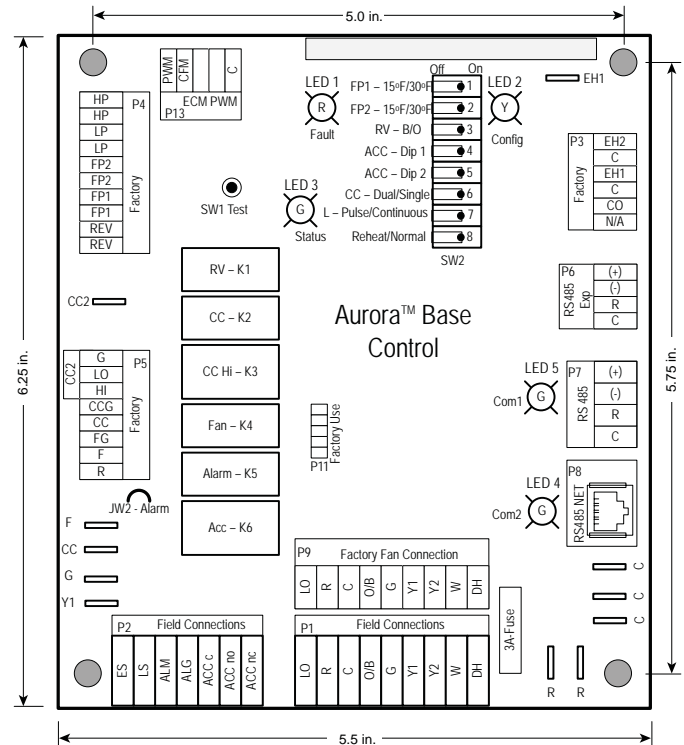 5.0 in.
6.25 in.
5.75 in.
5.5 in.
PWM
CFM
C
ECM PWM
P13
P4
HP
HP
LP
LP
FP2
FP2
FP1
FP1
REV
REV
Factory
SW1 Test
LED 1
R
Fault
LED 3
G
Status
Off On
FP1 – 15ºF/30ºF 1
FP2 – 15ºF/30ºF 2
RV – B/O 3
ACC – Dip 1 4
ACC – Dip 2 5
CC – Dual/Single 6
L – Pulse/Continuous 7
Reheat/Normal 8
SW2
LED 2
Y
Config
EH1
P3
Factory
EH2
C
EH1
C
CO
N/A
P6
RS485
Exp
(+)
(-)
R
C
LED 5
Com1
G
P7
RS 485
(+)
(-)
R
C
LED 4
Com2
G
P8
RS485 NET
Aurora™ Base
Control
RV – K1
CC – K2
CC Hi – K3
Fan – K4
Alarm – K5
Acc – K6
P11
Factory Use
CC2
CC2
P5
Factory
G
LO
HI
CCG
CC
FG
F
R
JW2 - Alarm
F
CC
G
Y1
P9
Factory Fan Connection
LO R C O/B G Y1 Y2 W DH
P2
Field Connections
ES LS ALM ALG ACC c ACC no ACC nc
P1
Field Connections
LO R C O/B G Y1 Y2 W DH
3A-Fuse
C
C
C
R R